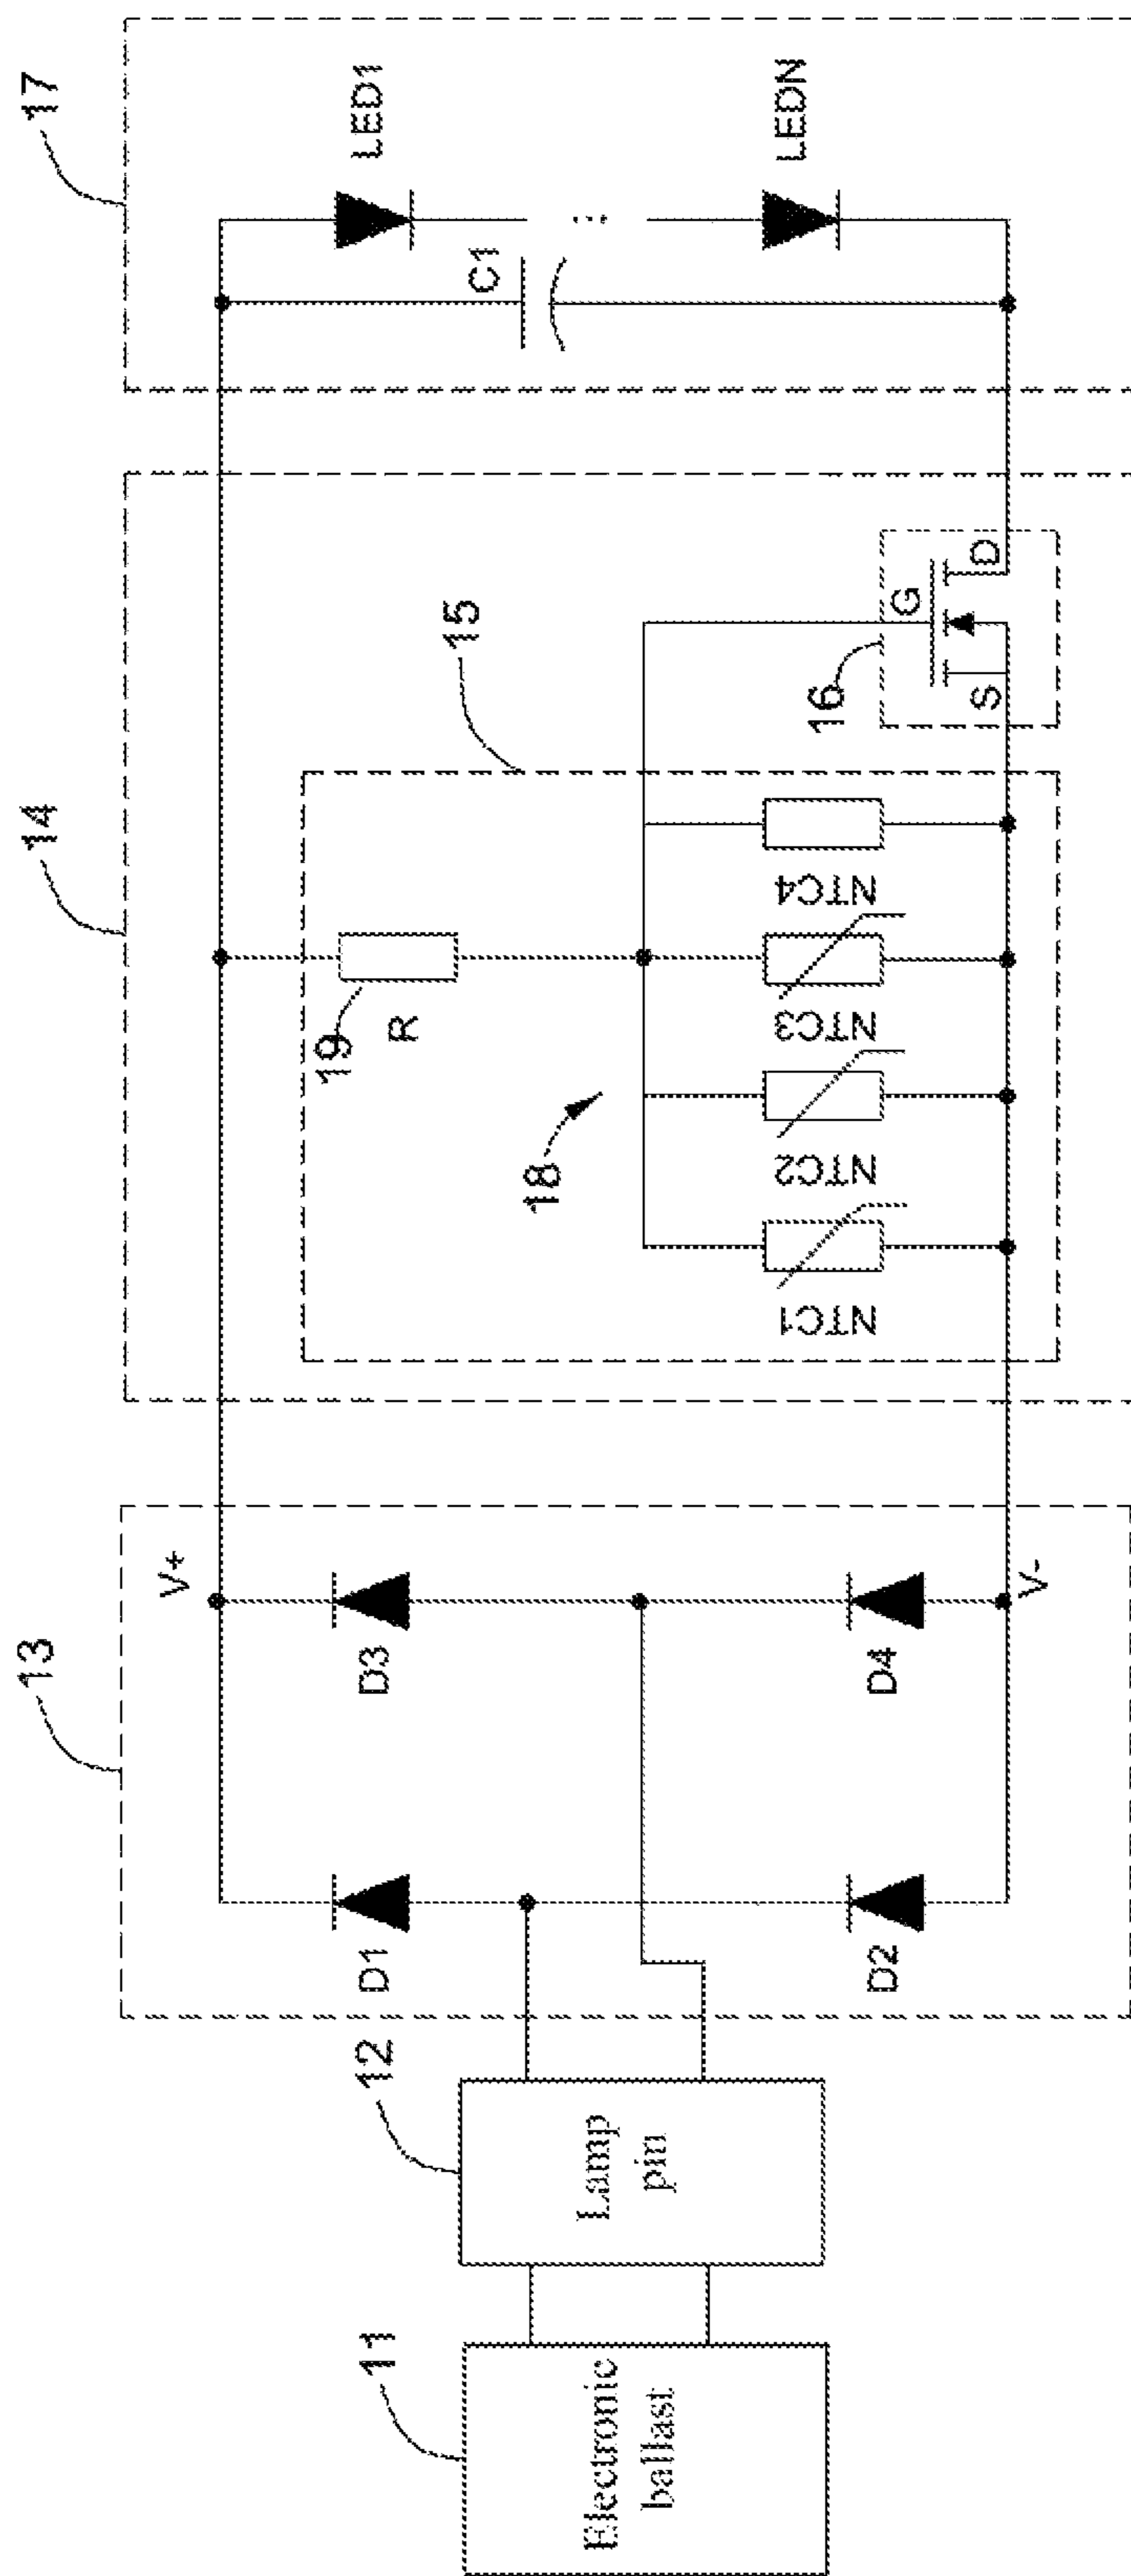 11
Electronic
ballast
12
Lamp
pin
13
V+
D1
D3
D2
D4
V-
14
15
19
R
18
NTC1
NTC2
NTC3
NTC4
16
G
S
D
17
C1
LED1
...
LEDN